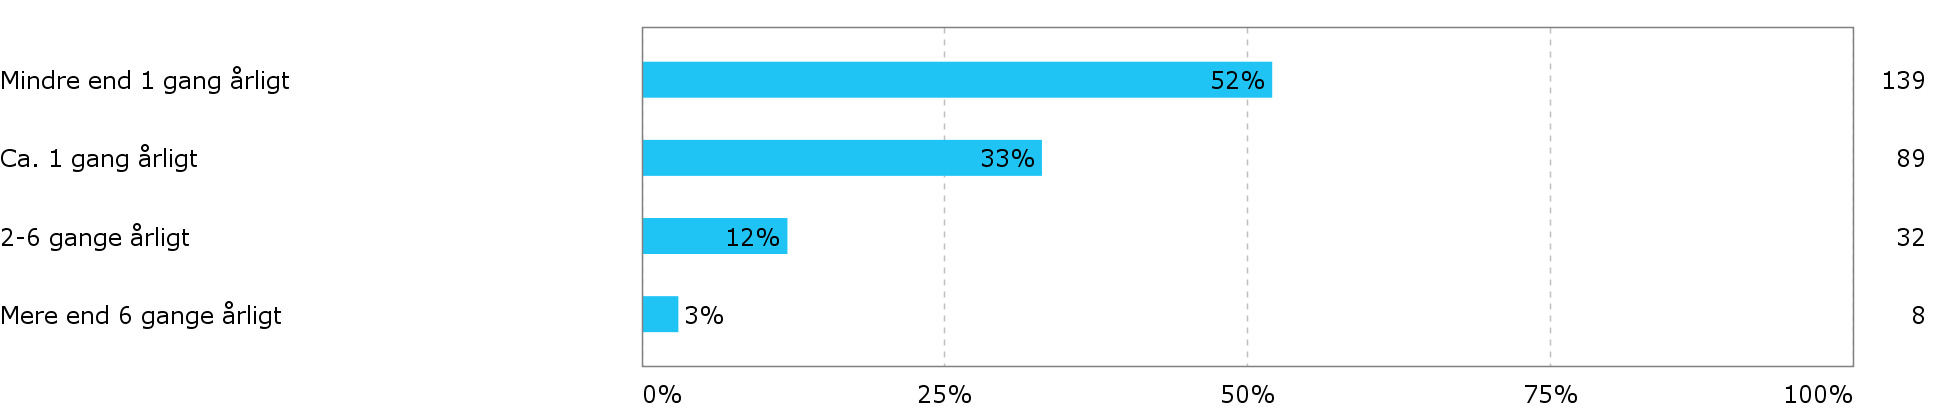 Mindre end 1 gang årligt 52% 139
Ca. 1 gang årligt 33% 89
2-6 gange årligt 12% 32
Mere end 6 gange årligt 3% 8
0% 25% 50% 75% 100%